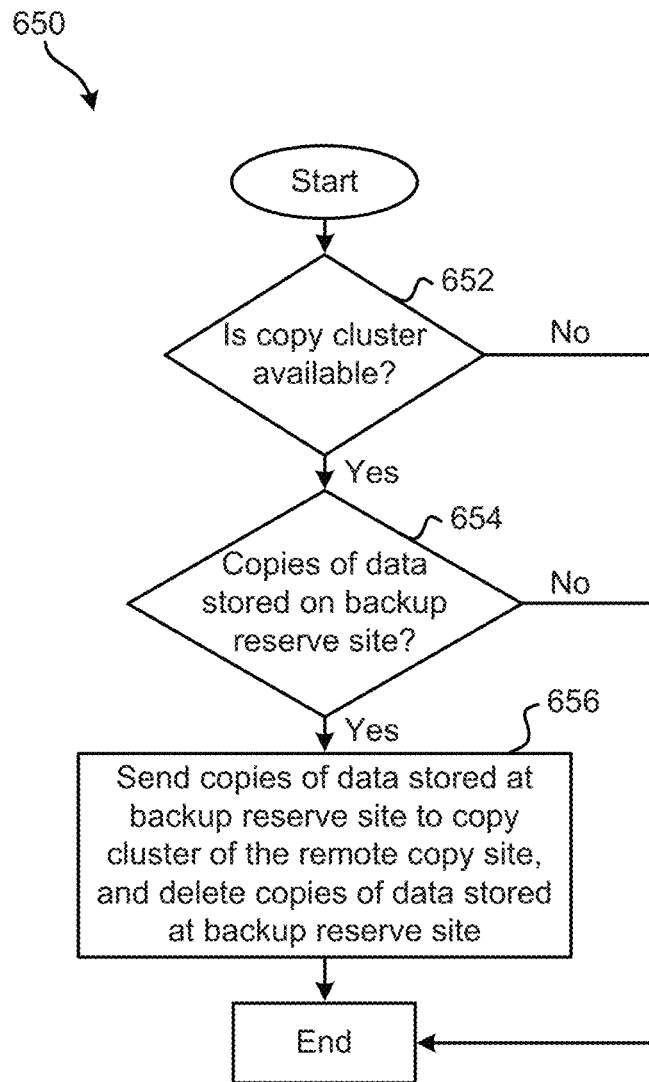 650
Start
652
Is copy cluster
available?
No
Yes
654
Copies of data
stored on backup
reserve site?
No
Yes
656
Send copies of data stored at
backup reserve site to copy
cluster of the remote copy site,
and delete copies of data stored
at backup reserve site
End